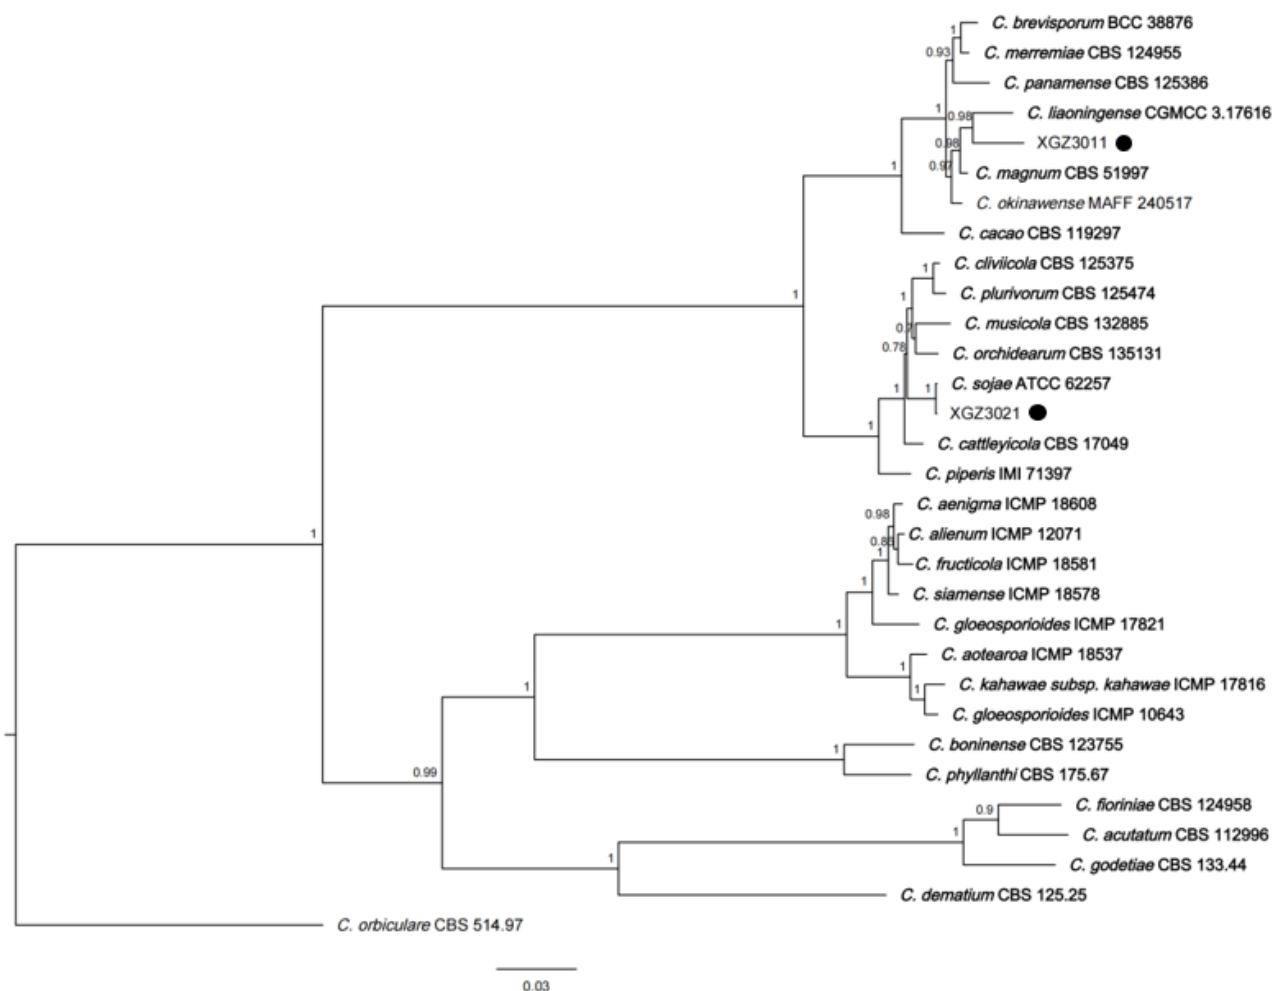 C. brevisporum BCC 38876
1
0.93
C. merremiae CBS 124955
C. panamense CBS 125386
1
0.98
C. liaoningense CGMCC 3.17616
0.98
XGZ3011
1
0.97
C. magnum CBS 51997
C. okinawense MAFF 240517
C. cacao CBS 119297
1
C. cliviicola CBS 125375
1
1
C. plurivorum CBS 125474
0.7
C. musicola CBS 132885
0.78
C. orchidearum CBS 135131
1
1
C. sojae ATCC 62257
XGZ3021
1
C. cattleyicola CBS 17049
C. piperis IMI 71397
C. aenigma ICMP 18608
0.98
1
C. alienum ICMP 12071
1
C. fructicola ICMP 18581
1
C. siamense ICMP 18578
1
C. gloeosporioides ICMP 17821
C. aotearoa ICMP 18537
1
1
1
C. kahawae subsp. kahawae ICMP 17816
C. gloeosporioides ICMP 10643
1
C. boninense CBS 123755
0.99
C. phyllanthi CBS 175.67
0.9
C. fioriniae CBS 124958
1
C. acutatum CBS 112996
1
C. godetiae CBS 133.44
C. dematium CBS 125.25
C. orbiculare CBS 514.97
0.03